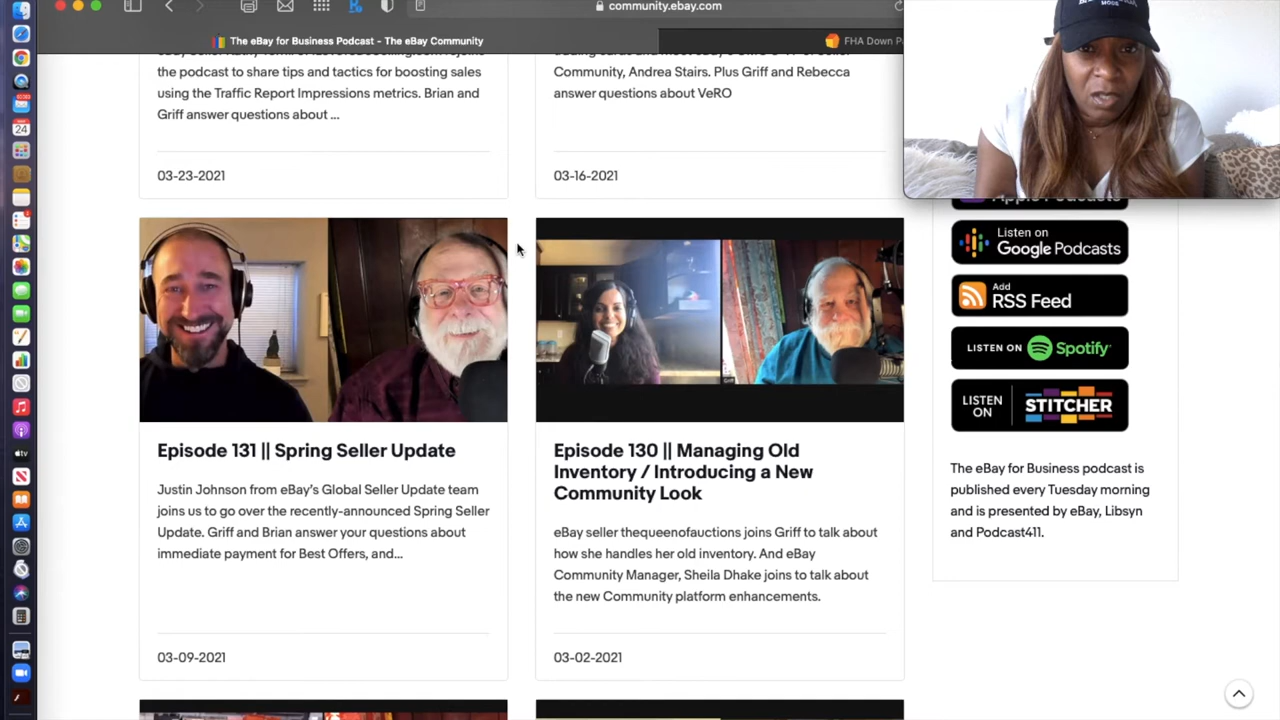 community.ebay.com
The eBay for Business Podcast - The eBay Community
FHA Down P
24
the podcast to share tips and tactics for boosting sales
using the Traffic Report Impressions metrics. Brian and
Griff answer questions about ...
03-23-2021
Community, Andrea Stairs. Plus Griff and Rebecca
answer questions about VeRO
03-16-2021
Episode 131 || Spring Seller Update
Justin Johnson from eBay's Global Seller Update team
joins us to go over the recently-announced Spring Seller
Update. Griff and Brian answer your questions about
immediate payment for Best Offers, and...
03-09-2021
Episode 130 || Managing Old
Inventory / Introducing a New
Community Look
eBay seller thequeenofauctions joins Griff to talk about
how she handles her old inventory. And eBay
Community Manager, Sheila Dhake joins to talk about
the new Community platform enhancements.
03-02-2021
Apple Podcasts
Listen on
Google Podcasts
Add
RSS Feed
LISTEN ON Spotify
LISTEN
ON
STITCHER
The eBay for Business podcast is
published every Tuesday morning
and is presented by eBay, Libsyn
and Podcast411.